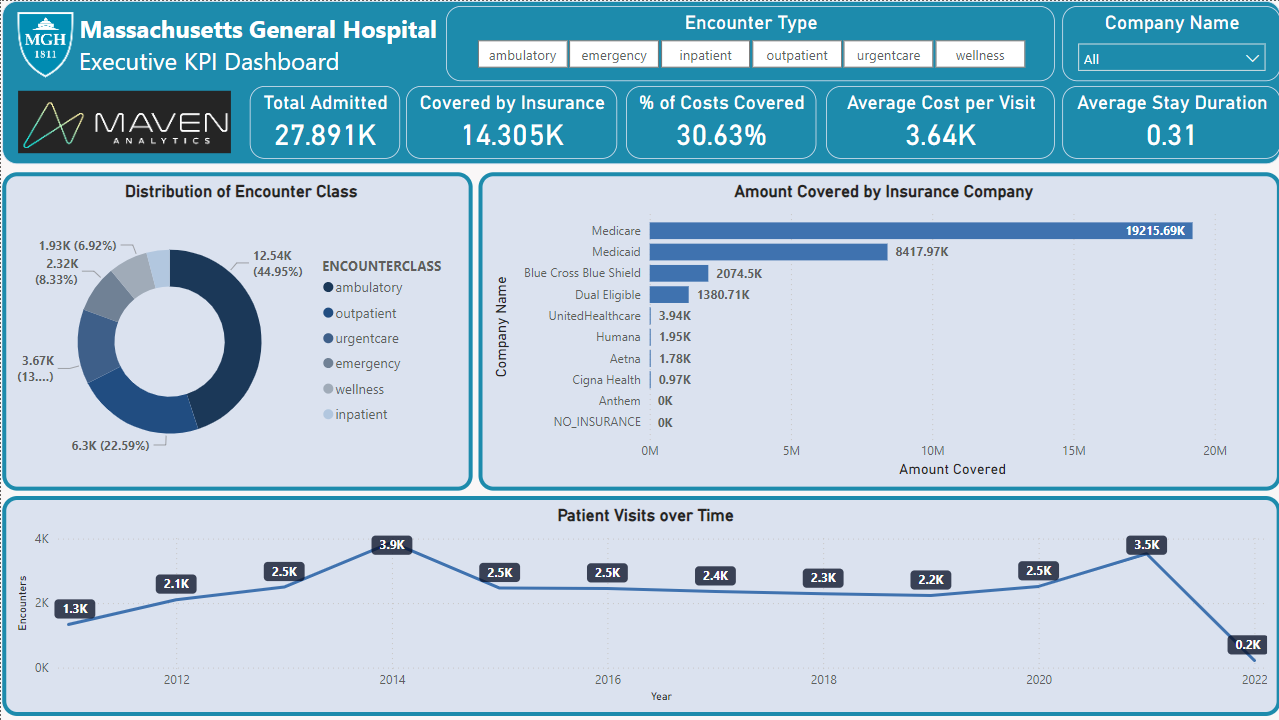 MGH
1811
Massachusetts General Hospital
Executive KPI Dashboard
Encounter Type
ambulatory emergency inpatient outpatient urgentcare wellness
Company Name
All
MAVEN
ANALYTICS
Total Admitted
27.891K
Covered by Insurance
14.305K
% of Costs Covered
30.63%
Average Cost per Visit
3.64K
Average Stay Duration
0.31
Distribution of Encounter Class
1.93K (6.92%)
2.32K
(8.33%)
3.67K
(13....)
6.3K (22.59%)
12.54K
(44.95%)
ENCOUNTERCLASS
ambulatory
outpatient
urgentcare
emergency
wellness
inpatient
Amount Covered by Insurance Company
Company Name
Medicare 19215.69K
Medicaid 8417.97K
Blue Cross Blue Shield 2074.5K
Dual Eligible 1380.71K
UnitedHealthcare 3.94K
Humana 1.95K
Aetna 1.78K
Cigna Health 0.97K
Anthem 0K
NO_INSURANCE 0K
0M 5M 10M 15M 20M
Amount Covered
Patient Visits over Time
Encounters
4K
2K
0K
1.3K 2.1K 2.5K 3.9K 2.5K 2.5K 2.4K 2.3K 2.2K 2.5K 3.5K 0.2K
2012 2014 2016 2018 2020 2022
Year